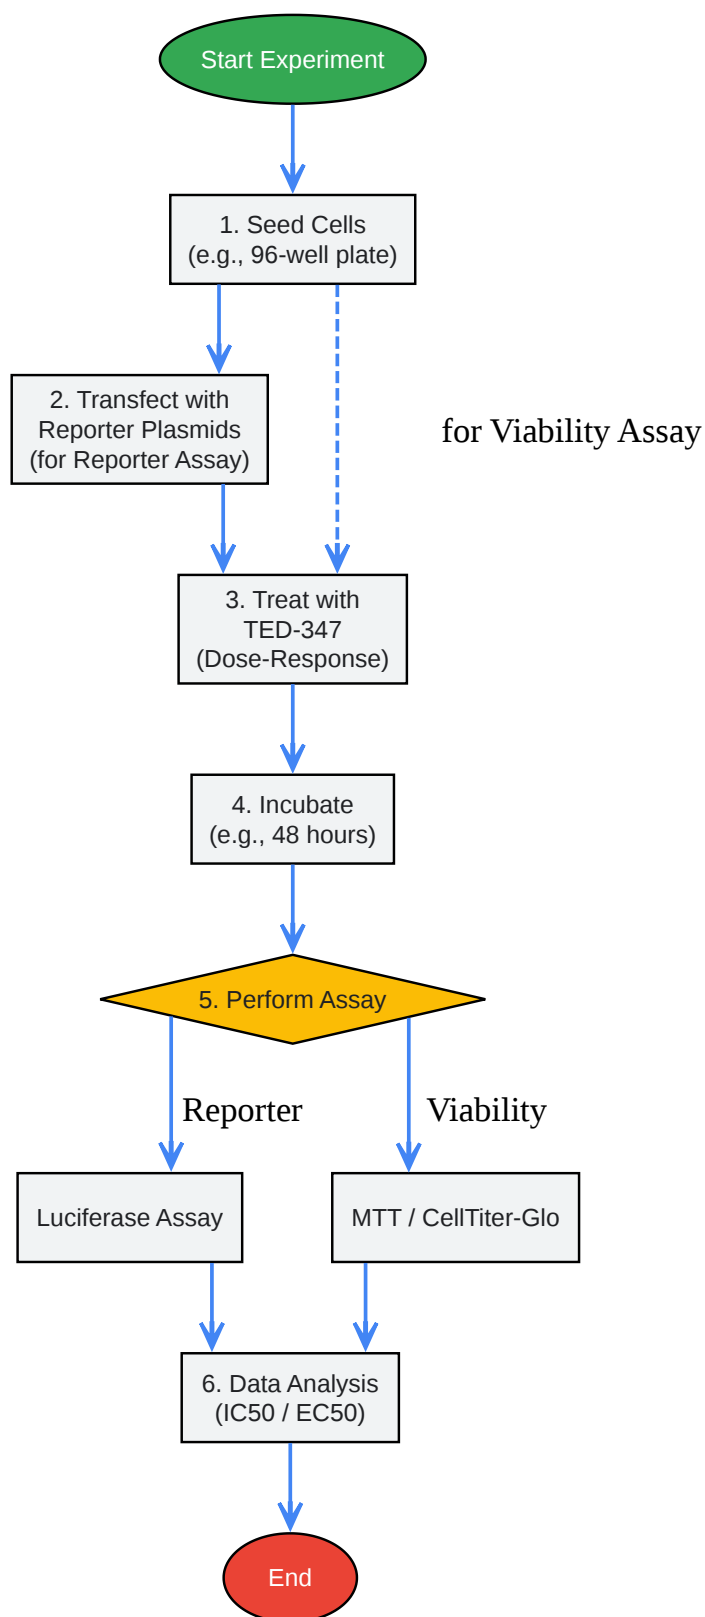 Start Experiment
1. Seed Cells
(e.g., 96-well plate)
2. Transfect with
Reporter Plasmids
(for Reporter Assay)
for Viability Assay
3. Treat with
TED-347
(Dose-Response)
4. Incubate
(e.g., 48 hours)
5. Perform Assay
Reporter
Viability
Luciferase Assay
MTT / CellTiter-Glo
6. Data Analysis
(IC50 / EC50)
End